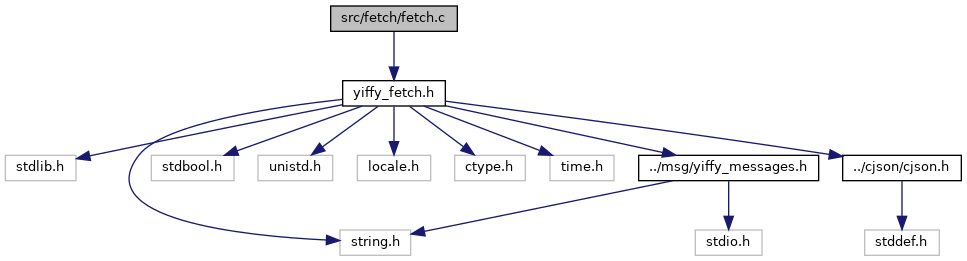 src/fetch/fetch.c
yiffy_fetch.h
stdlib.h
stdbool.h
unistd.h
locale.h
ctype.h
time.h
../msg/yiffy_messages.h
../cjson/cjson.h
string.h
stdio.h
stddef.h